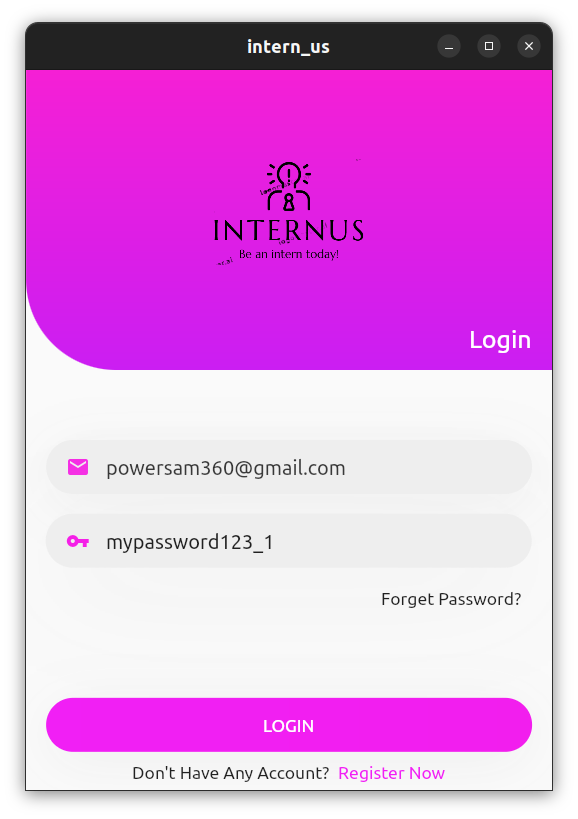 intern_us
INTERNUS
Be an intern today!
Login
powersam360@gmail.com
mypassword123_1
Forget Password?
LOGIN
Don't Have Any Account? Register Now